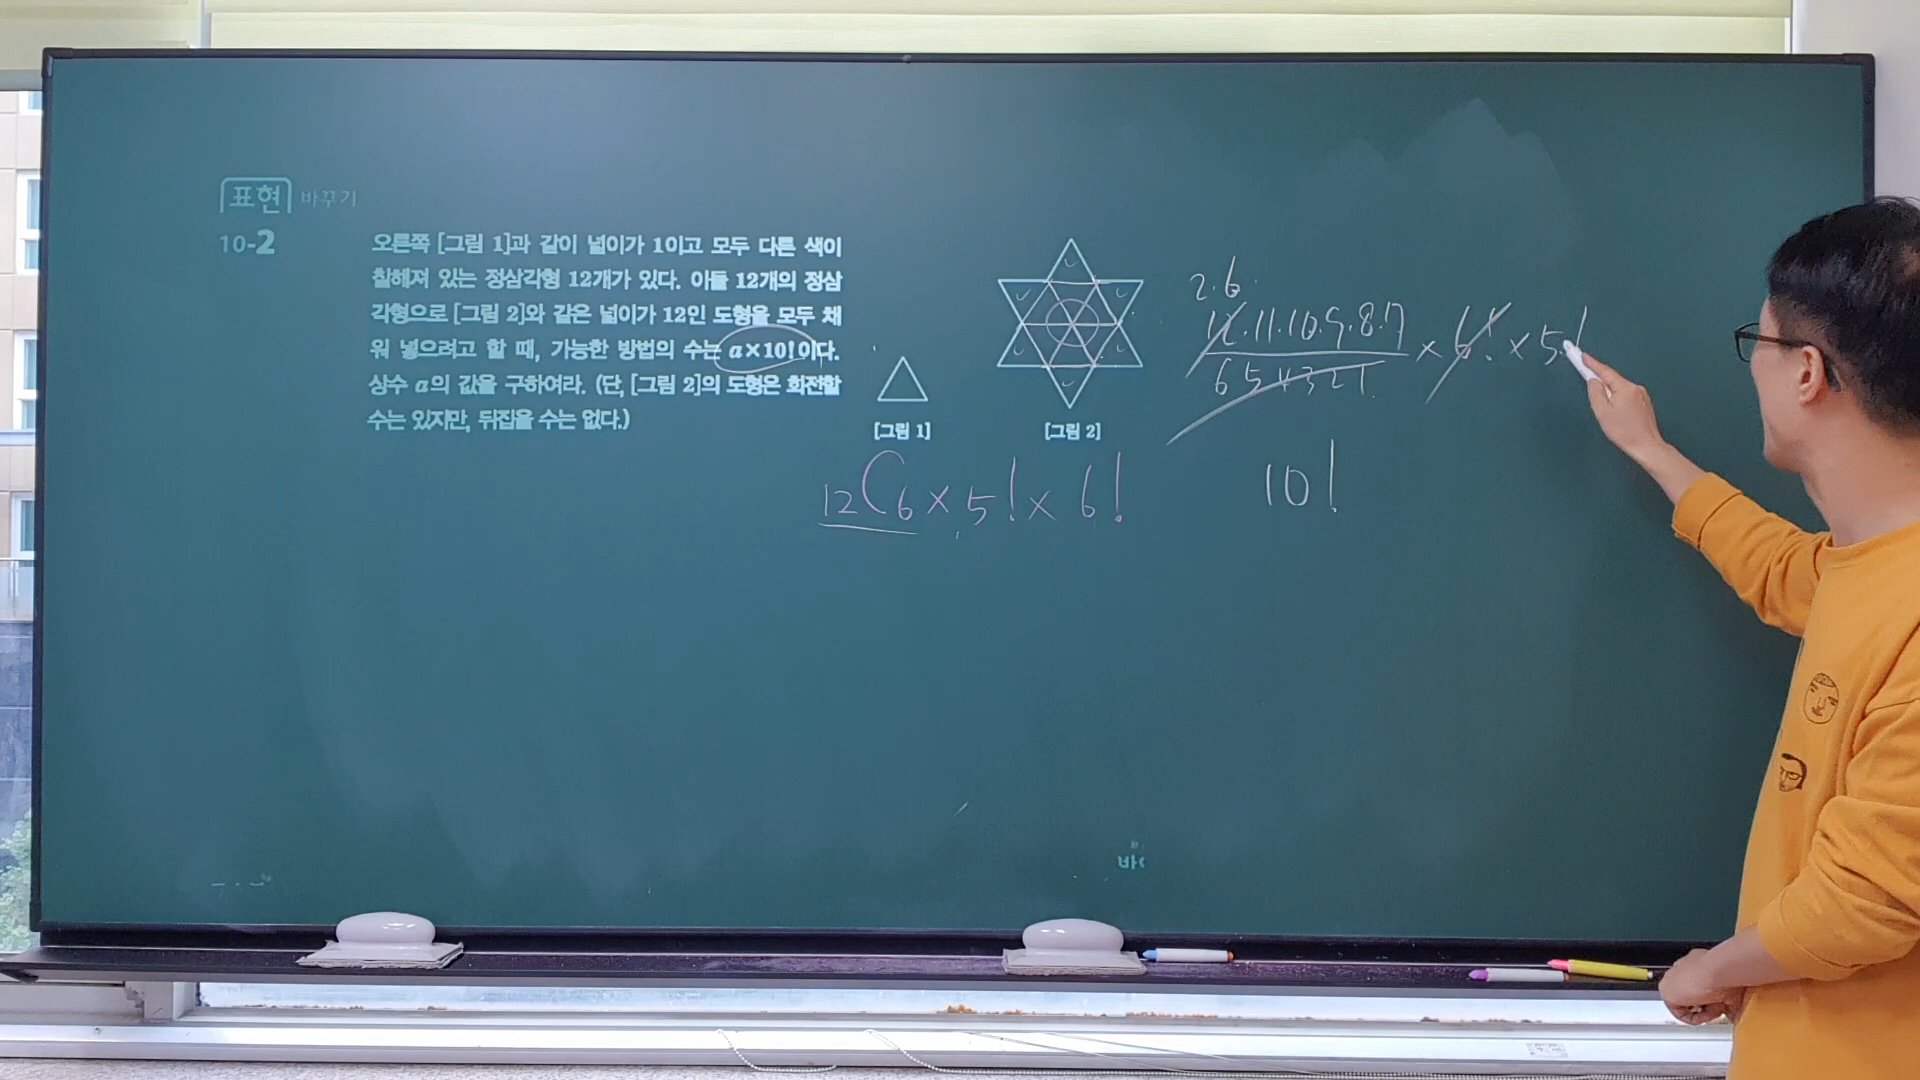 표현 바꾸기
10-2
오른쪽 [그림 1]과 같이 넓이가 1이고 모두 다른 색이
칠해져 있는 정삼각형 12개가 있다. 이들 12개의 정삼
각형으로 [그림 2]와 같은 넓이가 12인 도형을 모두 채
워 넣으려고 할 때, 가능한 방법의 수는 a×10!이다.
상수 a의 값을 구하여라. (단, [그림 2]의 도형은 회전할
수는 있지만, 뒤집을 수는 없다.)
[그림 1]
[그림 2]
12C6 × 5! × 6!
2·6
12·11·10·9·8·7
6 5 4 3 2 1
× 6! × 5!
10!